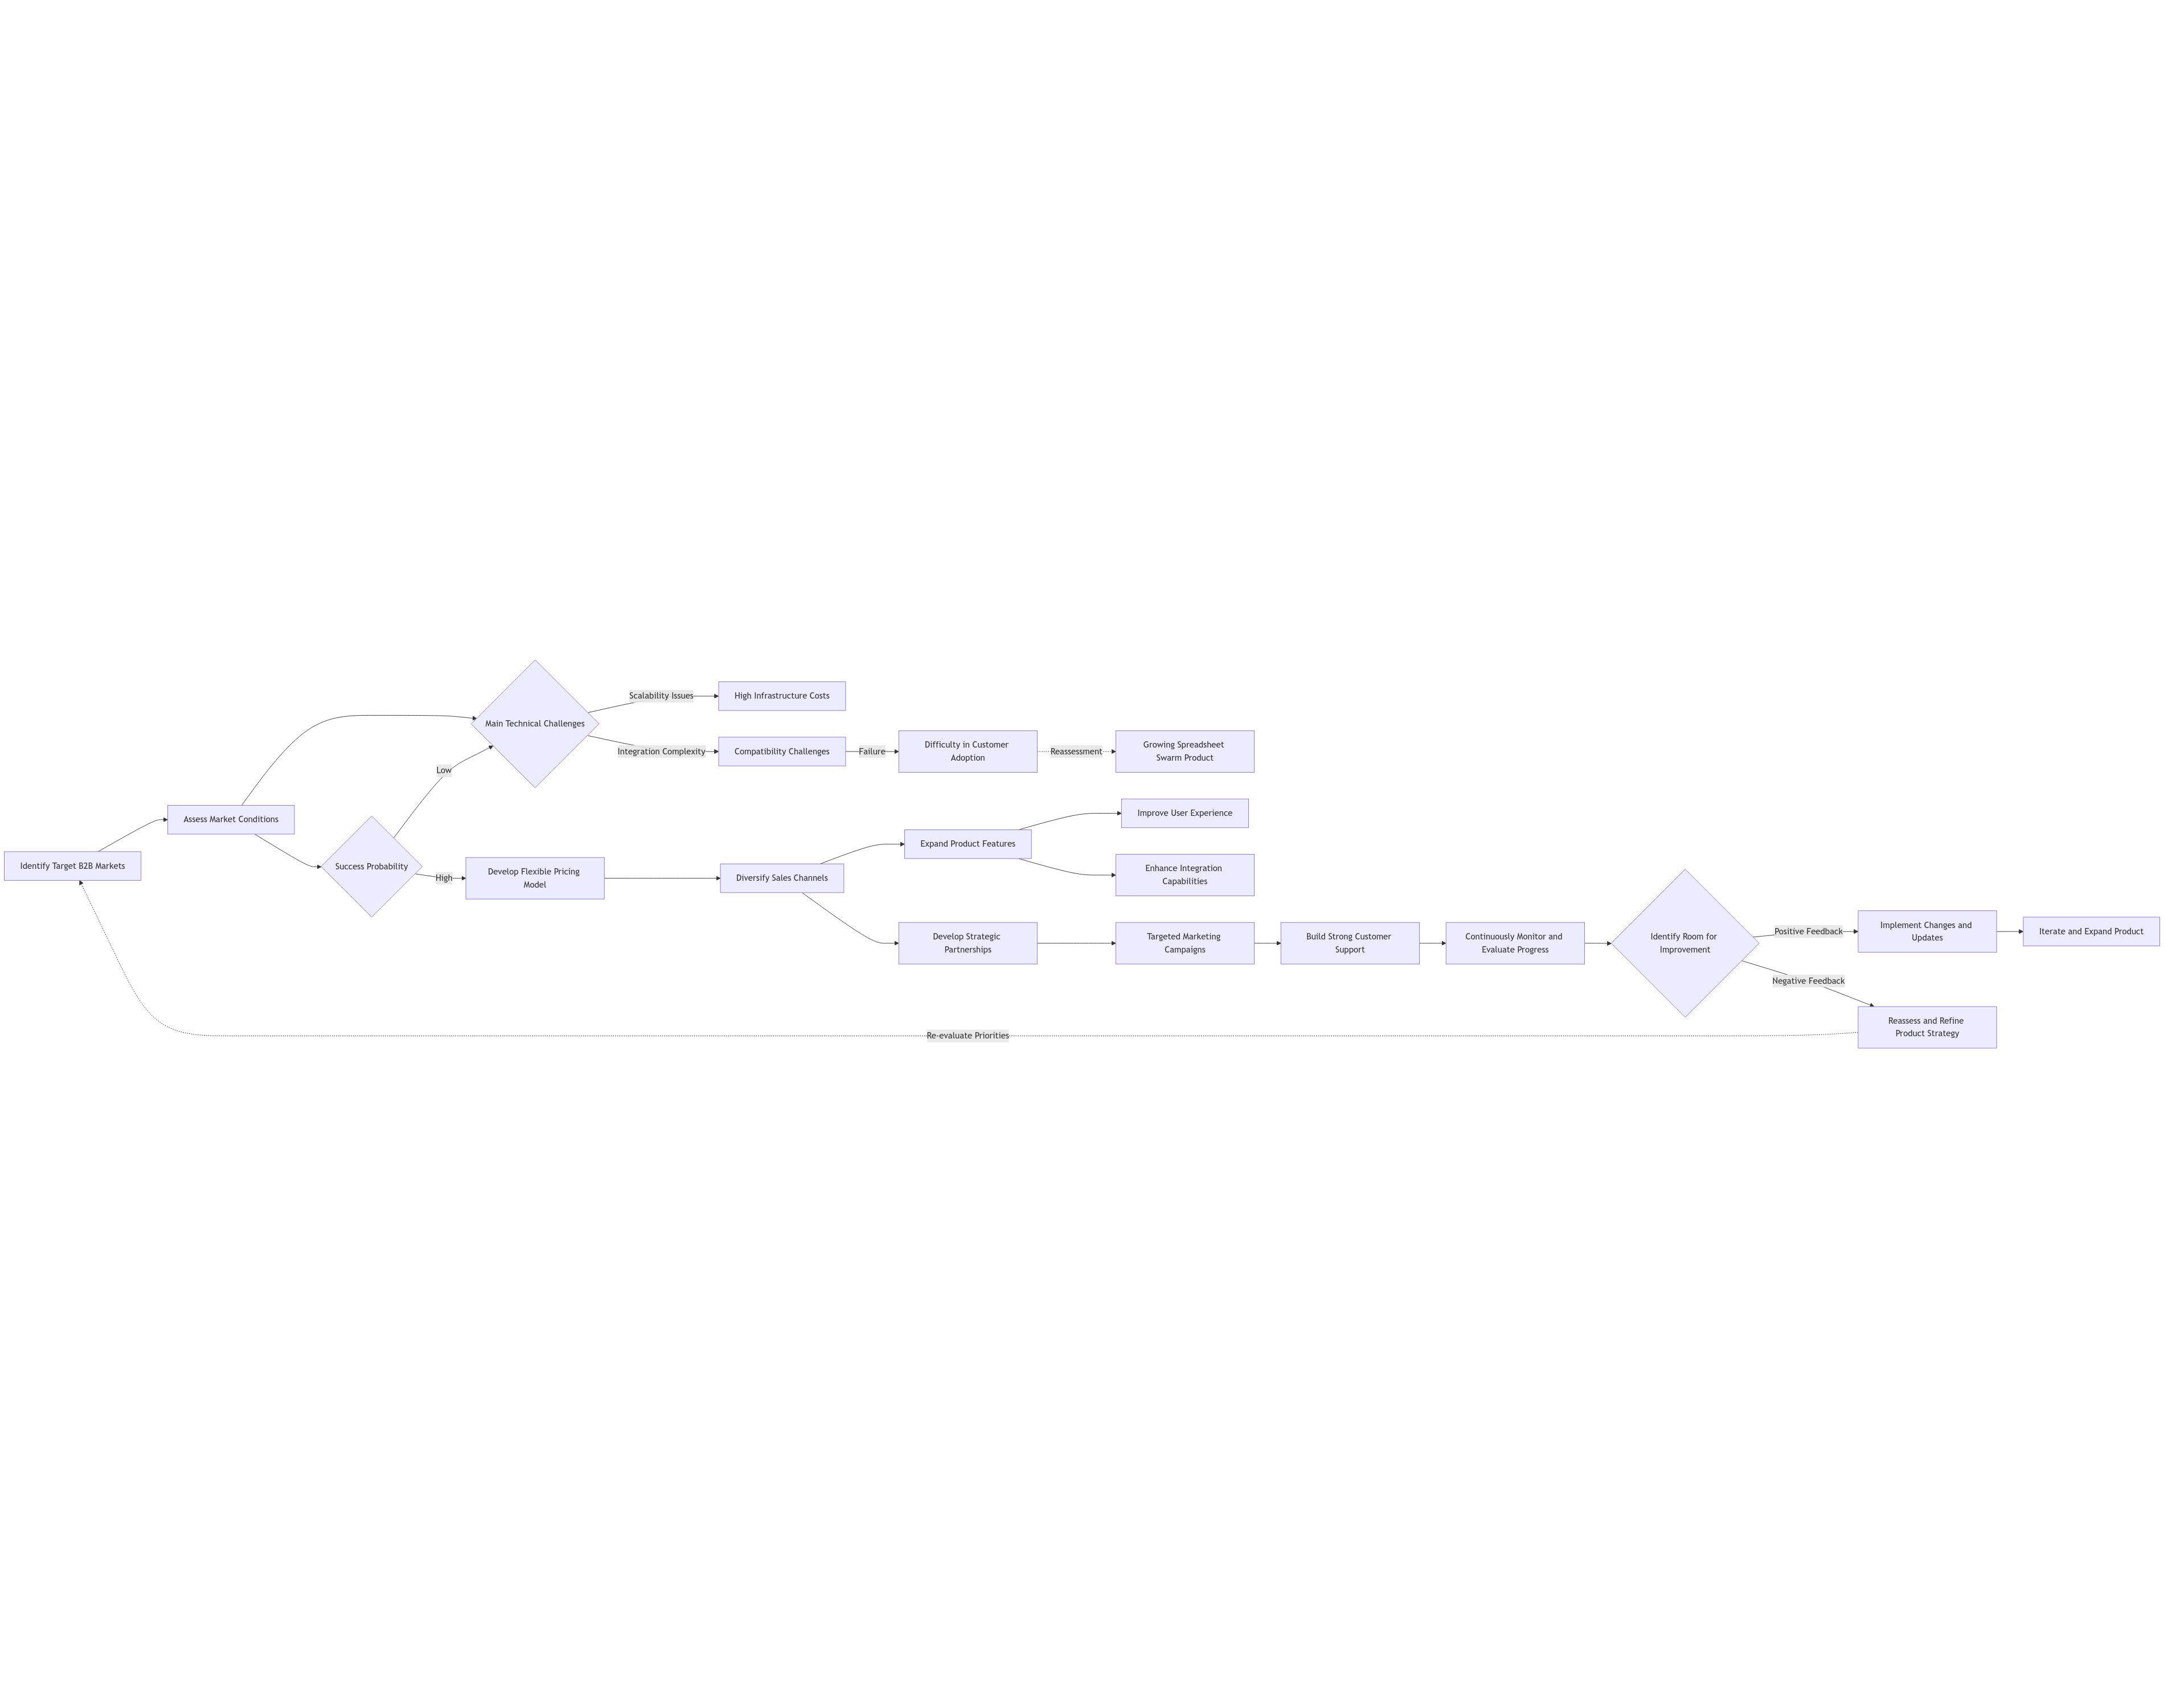 Identify Target B2B Markets
Assess Market Conditions
Success Probability
Low
High
Main Technical Challenges
Scalability Issues
Integration Complexity
High Infrastructure Costs
Compatibility Challenges
Failure
Difficulty in Customer
Adoption
Reassessment
Growing Spreadsheet
Swarm Product
Develop Flexible Pricing
Model
Diversify Sales Channels
Expand Product Features
Improve User Experience
Enhance Integration
Capabilities
Develop Strategic
Partnerships
Targeted Marketing
Campaigns
Build Strong Customer
Support
Continuously Monitor and
Evaluate Progress
Identify Room for
Improvement
Positive Feedback
Negative Feedback
Implement Changes and
Updates
Iterate and Expand Product
Reassess and Refine
Product Strategy
Re-evaluate Priorities